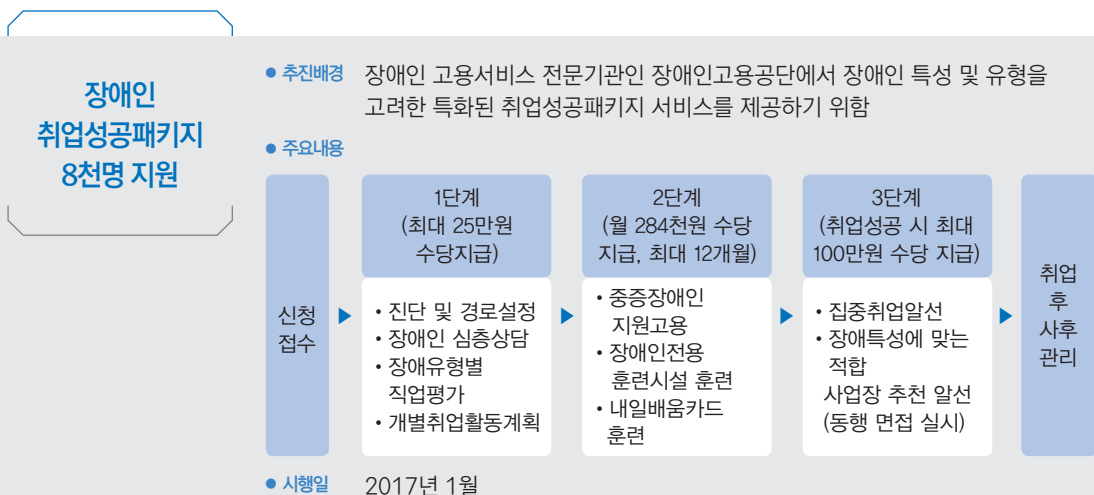 장애인
취업성공패키지
8천명 지원
● 추진배경 장애인 고용서비스 전문기관인 장애인고용공단에서 장애인 특성 및 유형을
고려한 특화된 취업성공패키지 서비스를 제공하기 위함
● 주요내용
신청
접수
1단계
(최대 25만원
수당지급)
• 진단 및 경로설정
• 장애인 심층상담
• 장애유형별
직업평가
• 개별취업활동계획
2단계
(월 284천원 수당
지급, 최대 12개월)
• 중증장애인
지원고용
• 장애인전용
훈련시설 훈련
• 내일배움카드
훈련
3단계
(취업성공 시 최대
100만원 수당 지급)
• 집중취업알선
• 장애특성에 맞는
적합
사업장 추천 알선
(동행 면접 실시)
취업
후
사후
관리
● 시행일 2017년 1월